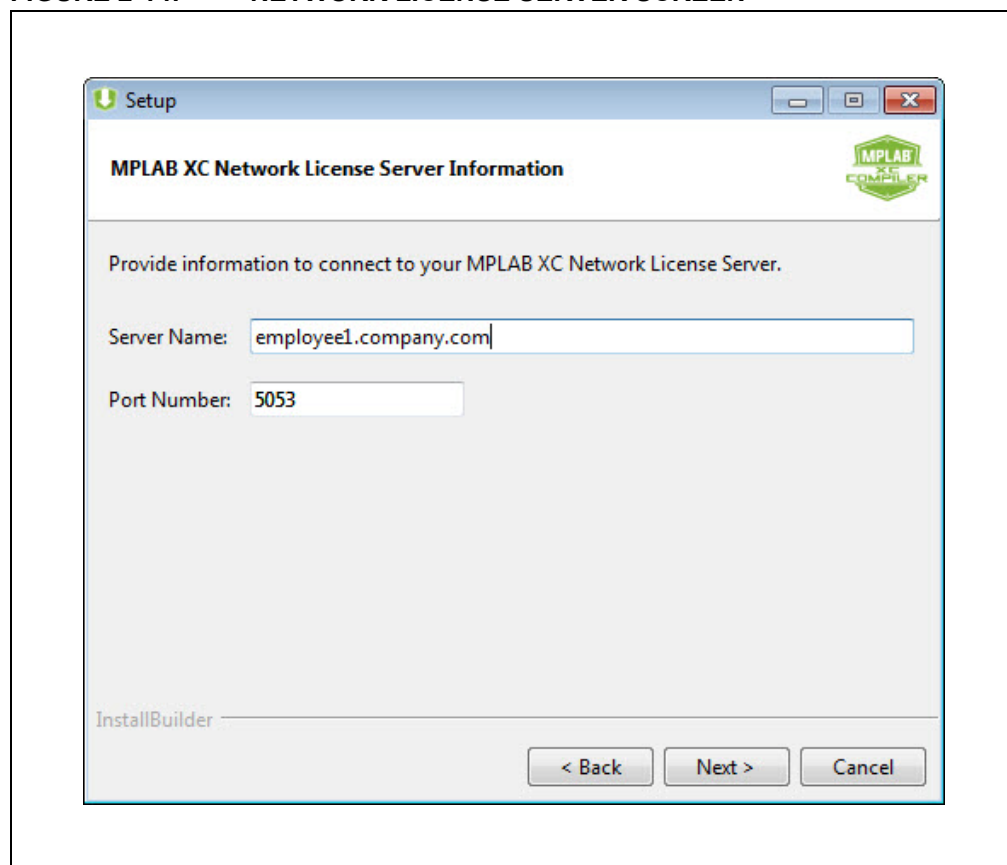 Setup
MPLAB XC Network License Server Information
MPLAB
XC
COMPILER
Provide information to connect to your MPLAB XC Network License Server.
Server Name: employee1.company.com
Port Number: 5053
InstallBuilder
< Back Next > Cancel